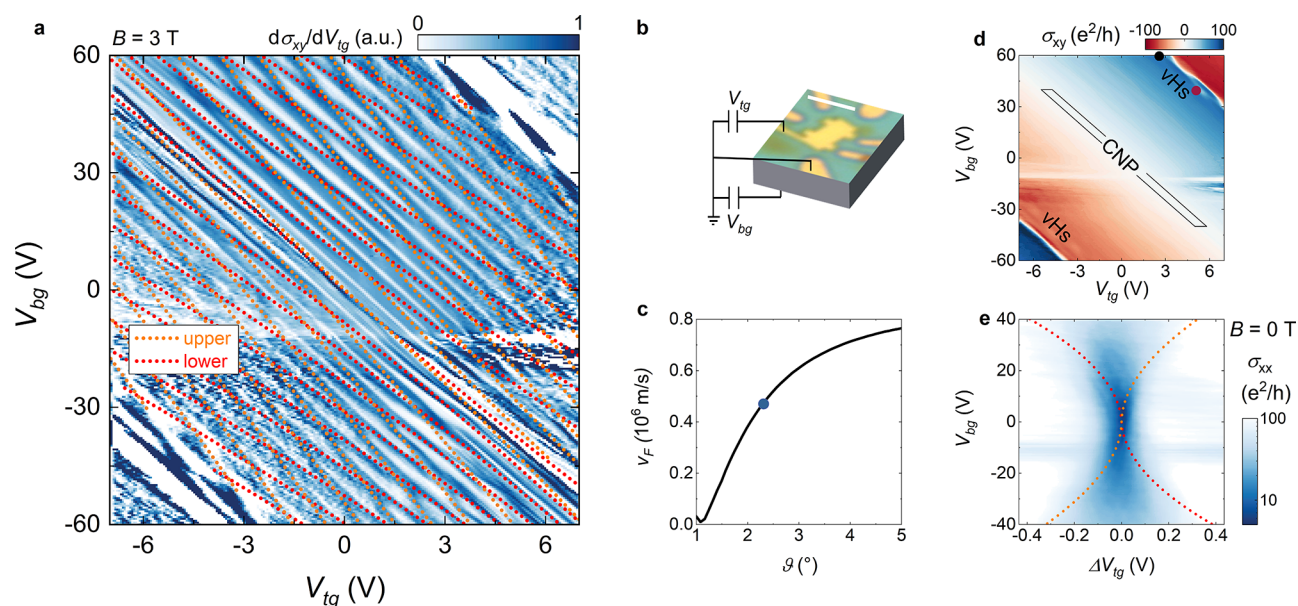 a
B = 3 T
dσxy/dVtg (a.u.)
0
1
60
30
0
-30
-60
Vbg (V)
upper
lower
-6
-3
0
3
6
Vtg (V)
b
Vtg
Vbg
c
0.8
0.6
0.4
0.2
0.0
vF (10⁶ m/s)
1
2
3
4
5
ϑ (°)
d
σxy (e²/h)
-100
0
100
60
30
0
-30
-60
Vbg (V)
vHs
CNP
vHs
-6
-3
0
3
6
Vtg (V)
e
B = 0 T
40
20
0
-20
-40
Vbg (V)
σxx
(e²/h)
100
10
-0.4
-0.2
0.0
0.2
0.4
ΔVtg (V)